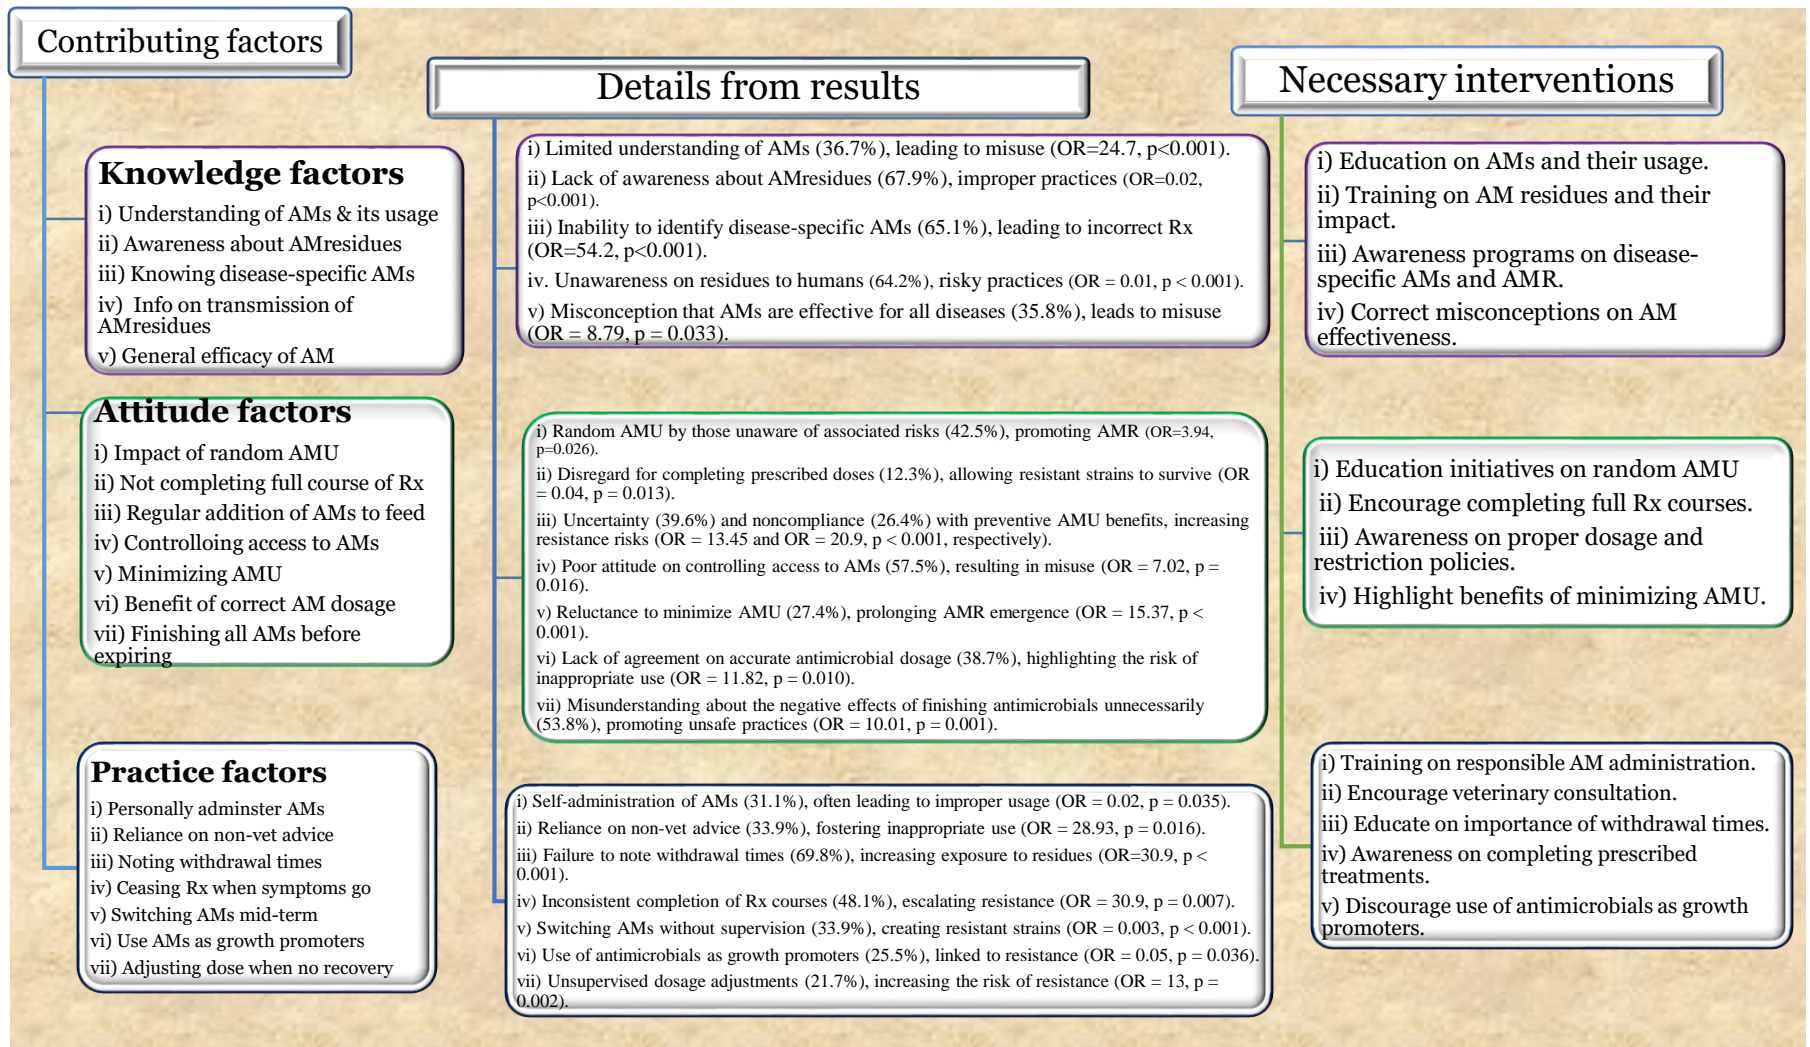 Contributing factors
Knowledge factors
i) Understanding of AMs & its usage
ii) Awareness about AMresidues
iii) Knowing disease-specific AMs
iv)  Info on transmission of
AMresidues
v) General efficacy of AM
Attitude factors
i) Impact of random AMU
ii) Not completing full course of Rx
iii) Regular addition of AMs to feed
iv) Controlloing access to AMs
v) Minimizing AMU
vi) Benefit of correct AM dosage
vii) Finishing all AMs before
expiring
Practice factors
i) Personally adminster AMs
ii) Reliance on non-vet advice
iii) Noting withdrawal times
iv) Ceasing Rx when symptoms go
v) Switching AMs mid-term
vi) Use AMs as growth promoters
vii) Adjusting dose when no recovery
Details from results
i) Limited understanding of AMs (36.7%), leading to misuse (OR=24.7, p<0.001).
ii) Lack of awareness about AMresidues (67.9%), improper practices (OR=0.02,
p<0.001).
iii) Inability to identify disease-specific AMs (65.1%), leading to incorrect Rx
(OR=54.2, p<0.001).
iv. Unawareness on residues to humans (64.2%), risky practices (OR = 0.01, p < 0.001).
v) Misconception that AMs are effective for all diseases (35.8%), leads to misuse
(OR = 8.79, p = 0.033).
i) Random AMU by those unaware of associated risks (42.5%), promoting AMR (OR=3.94,
p=0.026).
ii) Disregard for completing prescribed doses (12.3%), allowing resistant strains to survive (OR
= 0.04, p = 0.013).
iii) Uncertainty (39.6%) and noncompliance (26.4%) with preventive AMU benefits, increasing
resistance risks (OR = 13.45 and OR = 20.9, p < 0.001, respectively).
iv) Poor attitude on controlling access to AMs (57.5%), resulting in misuse (OR = 7.02, p =
0.016).
v) Reluctance to minimize AMU (27.4%), prolonging AMR emergence (OR = 15.37, p <
0.001).
vi) Lack of agreement on accurate antimicrobial dosage (38.7%), highlighting the risk of
inappropriate use (OR = 11.82, p = 0.010).
vii) Misunderstanding about the negative effects of finishing antimicrobials unnecessarily
(53.8%), promoting unsafe practices (OR = 10.01, p = 0.001).
i) Self-administration of AMs (31.1%), often leading to improper usage (OR = 0.02, p = 0.035).
ii) Reliance on non-vet advice (33.9%), fostering inappropriate use (OR = 28.93, p = 0.016).
iii) Failure to note withdrawal times (69.8%), increasing exposure to residues (OR=30.9, p <
0.001).
iv) Inconsistent completion of Rx courses (48.1%), escalating resistance (OR = 30.9, p = 0.007).
v) Switching AMs without supervision (33.9%), creating resistant strains (OR = 0.003, p < 0.001).
vi) Use of antimicrobials as growth promoters (25.5%), linked to resistance (OR = 0.05, p = 0.036).
vii) Unsupervised dosage adjustments (21.7%), increasing the risk of resistance (OR = 13, p =
0.002).
Necessary interventions
i) Education on AMs and their usage.
ii) Training on AM residues and their
impact.
iii) Awareness programs on disease-
specific AMs and AMR.
iv) Correct misconceptions on AM
effectiveness.
i) Education initiatives on random AMU
ii) Encourage completing full Rx courses.
iii) Awareness on proper dosage and
restriction policies.
iv) Highlight benefits of minimizing AMU.
i) Training on responsible AM administration.
ii) Encourage veterinary consultation.
iii) Educate on importance of withdrawal times.
iv) Awareness on completing prescribed
treatments.
v) Discourage use of antimicrobials as growth
promoters.